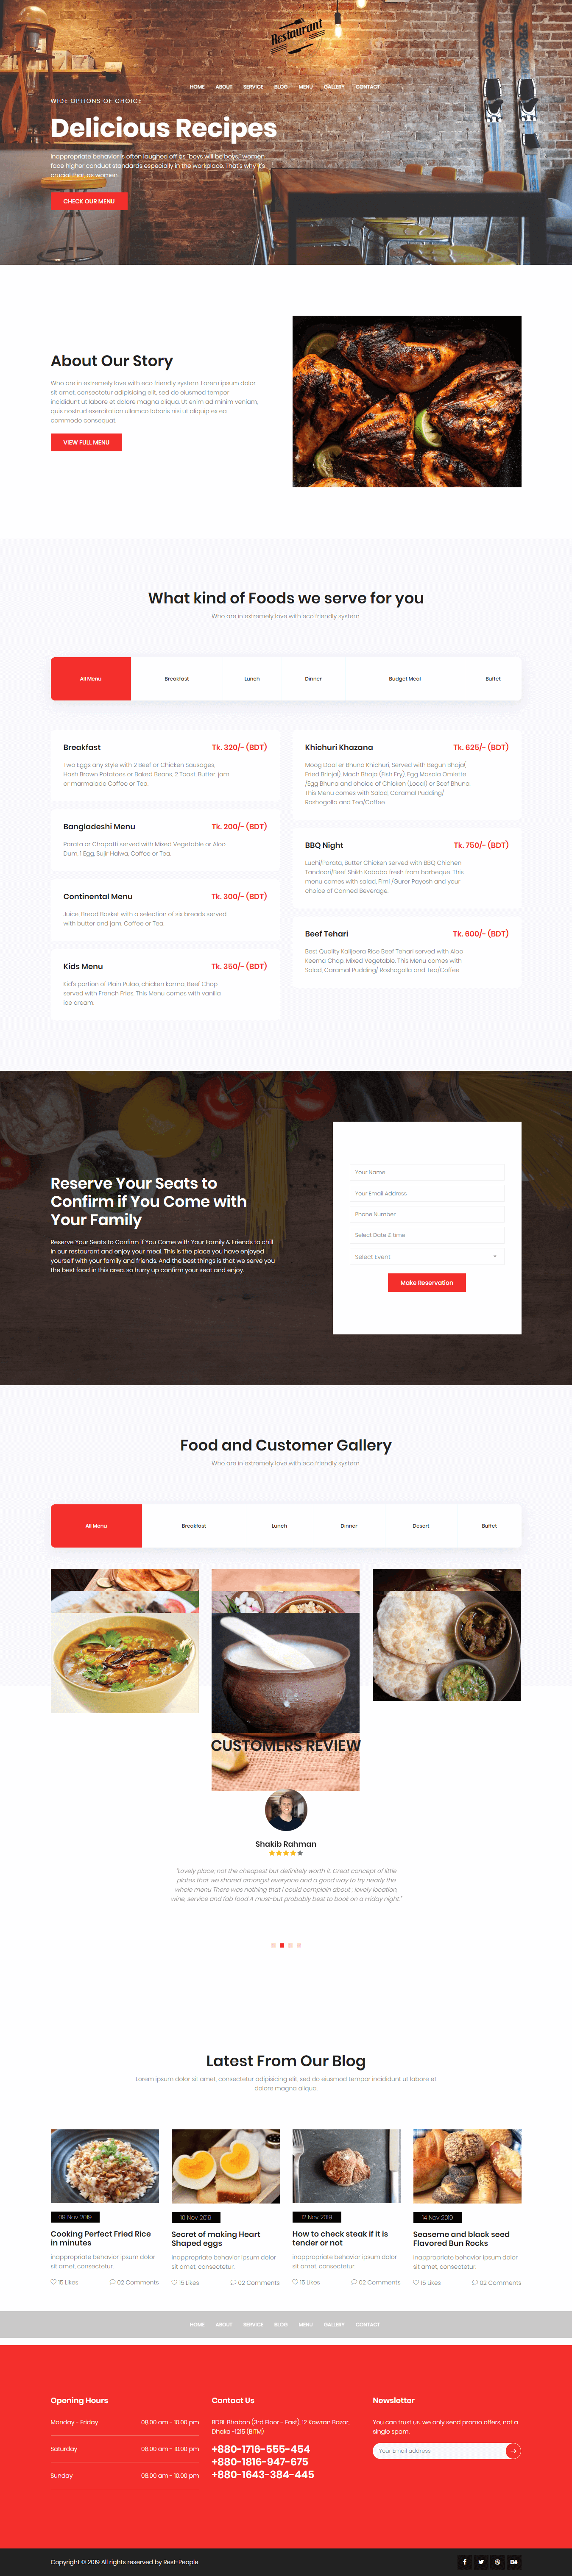 Restaurant
HOME ABOUT SERVICE BLOG MENU GALLERY CONTACT
WIDE OPTIONS OF CHOICE
Delicious Recipes
inappropriate behavior is often laughed off as "boys will be boys," women
face higher conduct standards especially in the workplace. That's why it's
crucial that, as women.
CHECK OUR MENU
About Our Story
Who are in extremely love with eco friendly system. Lorem ipsum dolor
sit amet, consectetur adipisicing elit, sed do eiusmod tempor
incididunt ut labore et dolore magna aliqua. Ut enim ad minim veniam,
quis nostrud exercitation ullamco laboris nisi ut aliquip ex ea
commodo consequat.
VIEW FULL MENU
What kind of Foods we serve for you
Who are in extremely love with eco friendly system.
All Menu Breakfast Lunch Dinner Budget Meal Buffet
Breakfast Tk. 320/- (BDT)
Two Eggs any style with 2 Beef or Chicken Sausages,
Hash Brown Potatoes or Baked Beans, 2 Toast, Butter, jam
or marmalade Coffee or Tea.
Bangladeshi Menu Tk. 200/- (BDT)
Parata or Chapatti served with Mixed Vegetable or Aloo
Dum, 1 Egg, Sujir Halwa, Coffee or Tea.
Continental Menu Tk. 300/- (BDT)
Juice, Bread Basket with a selection of six breads served
with butter and jam, Coffee or Tea.
Kids Menu Tk. 350/- (BDT)
Kid's portion of Plain Pulao, chicken korma, Beef Chop
served with French Fries. This Menu comes with vanilla
ice cream.
Khichuri Khazana Tk. 625/- (BDT)
Moog Daal er Bhuna Khichuri, Served with Begun Bhaja(
Fried Brinjal), Mach Bhaja (Fish Fry), Egg Masala Omlette
/Egg Bhuna and choice of Chicken (Local) or Beef Bhuna.
This Menu comes with Salad, Caramal Pudding/
Roshogolla and Tea/Coffee.
BBQ Night Tk. 750/- (BDT)
Luchi/Parata, Butter Chicken served with BBQ Chichen
Tandoori/Beef Shikh Kababa fresh from barbeque. This
menu comes with salad, Firni /Gurer Payesh and your
choice of Canned Beverage.
Beef Tehari Tk. 600/- (BDT)
Best Quality Kalijeera Rice Beef Tehari served with Aloo
Keema Chop, Mixed Vegetable. This Menu comes with
Salad, Caramal Pudding/ Roshogolla and Tea/Coffee.
Reserve Your Seats to
Confirm if You Come with
Your Family
Reserve Your Seats to Confirm if You Come with Your Family & Friends to chill
in our restaurant and enjoy your meal. This is the place you have enjoyed
yourself with your family and friends. And the best things is that we serve you
the best food in this area. so hurry up confirm your seat and enjoy.
Your Name
Your Email Address
Phone Number
Select Date & time
Select Event
Make Reservation
Food and Customer Gallery
Who are in extremely love with eco friendly system.
All Menu Breakfast Lunch Dinner Desert Buffet
CUSTOMERS REVIEW
Shakib Rahman
"Lovely place; not the cheapest but definitely worth it. Great concept of little
plates that we shared amongst everyone and a good way to try nearly the
whole menu There was nothing that i could complain about ; lovely location,
wine, service and fab food A must-but probably best to book on a Friday night."
Latest From Our Blog
Lorem ipsum dolor sit amet, consectetur adipisicing elit, sed do eiusmod tempor incididunt ut labore et
dolore magna aliqua.
09 Nov 2019
Cooking Perfect Fried Rice
in minutes
inappropriate behavior ipsum dolor
sit amet, consectetur.
15 Likes 02 Comments
10 Nov 2019
Secret of making Heart
Shaped eggs
inappropriate behavior ipsum dolor
sit amet, consectetur.
15 Likes 02 Comments
12 Nov 2019
How to check steak if it is
tender or not
inappropriate behavior ipsum dolor
sit amet, consectetur.
15 Likes 02 Comments
14 Nov 2019
Seaseme and black seed
Flavored Bun Rocks
inappropriate behavior ipsum dolor
sit amet, consectetur.
15 Likes 02 Comments
HOME ABOUT SERVICE BLOG MENU GALLERY CONTACT
Opening Hours
Monday - Friday 08.00 am - 10.00 pm
Saturday 08.00 am - 10.00 pm
Sunday 08.00 am - 10.00 pm
Contact Us
BDBL Bhaban (3rd Floor - East), 12 Kawran Bazar,
Dhaka -1215 (BITM)
+880-1716-555-454
+880-1816-947-675
+880-1643-384-445
Newsletter
You can trust us. we only send promo offers, not a
single spam.
Your Email address
Copyright © 2019 All rights reserved by Rest-People